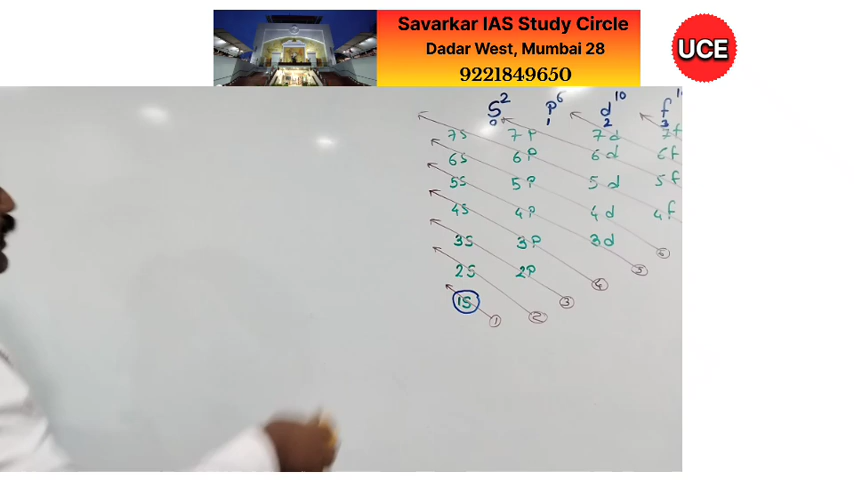 Savarkar IAS Study Circle
Dadar West, Mumbai 28
9221849650
UCE
S² P⁶ d¹⁰ f
0 1 2 3
7S 7P 7d 7f
6S 6P 6d 6f
5S 5P 5d 5f
4S 4P 4d 4f
3S 3P 3d
2S 2P
1S
1 2 3 4 5 6